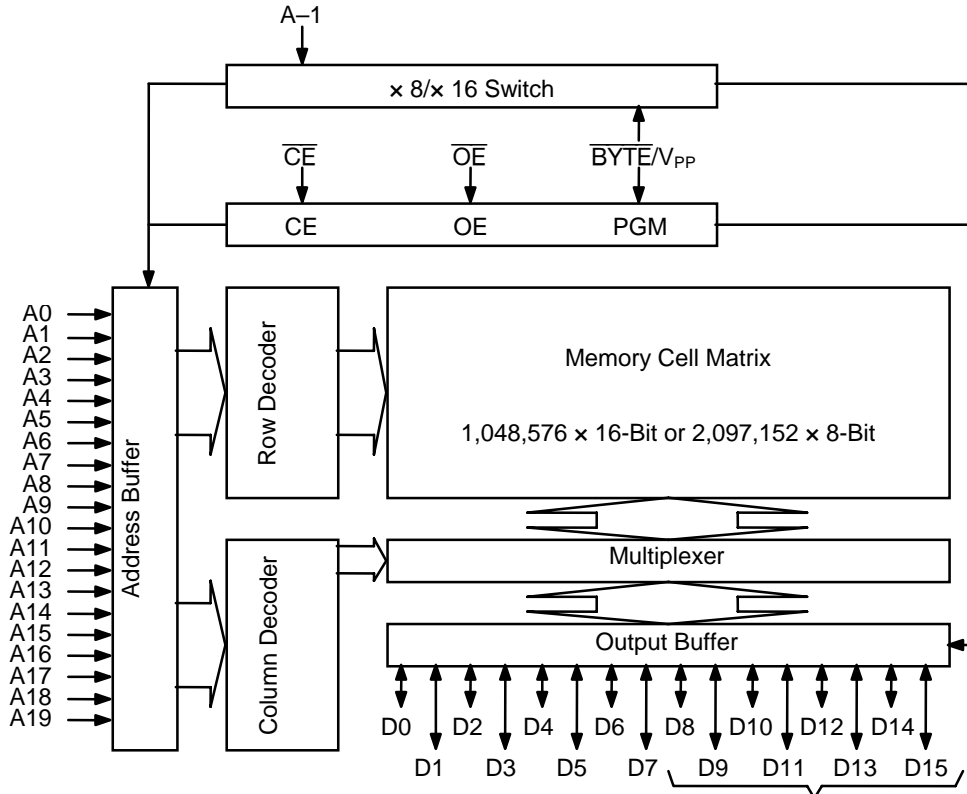 A–1
× 8/× 16 Switch
CE OE BYTE/VPP
CE OE PGM
A0
A1
A2
A3
A4
A5
A6
A7
A8
A9
A10
A11
A12
A13
A14
A15
A16
A17
A18
A19
Address Buffer
Row Decoder
Column Decoder
Memory Cell Matrix
1,048,576 × 16-Bit or 2,097,152 × 8-Bit
Multiplexer
Output Buffer
D0 D2 D4 D6 D8 D10 D12 D14
D1 D3 D5 D7 D9 D11 D13 D15